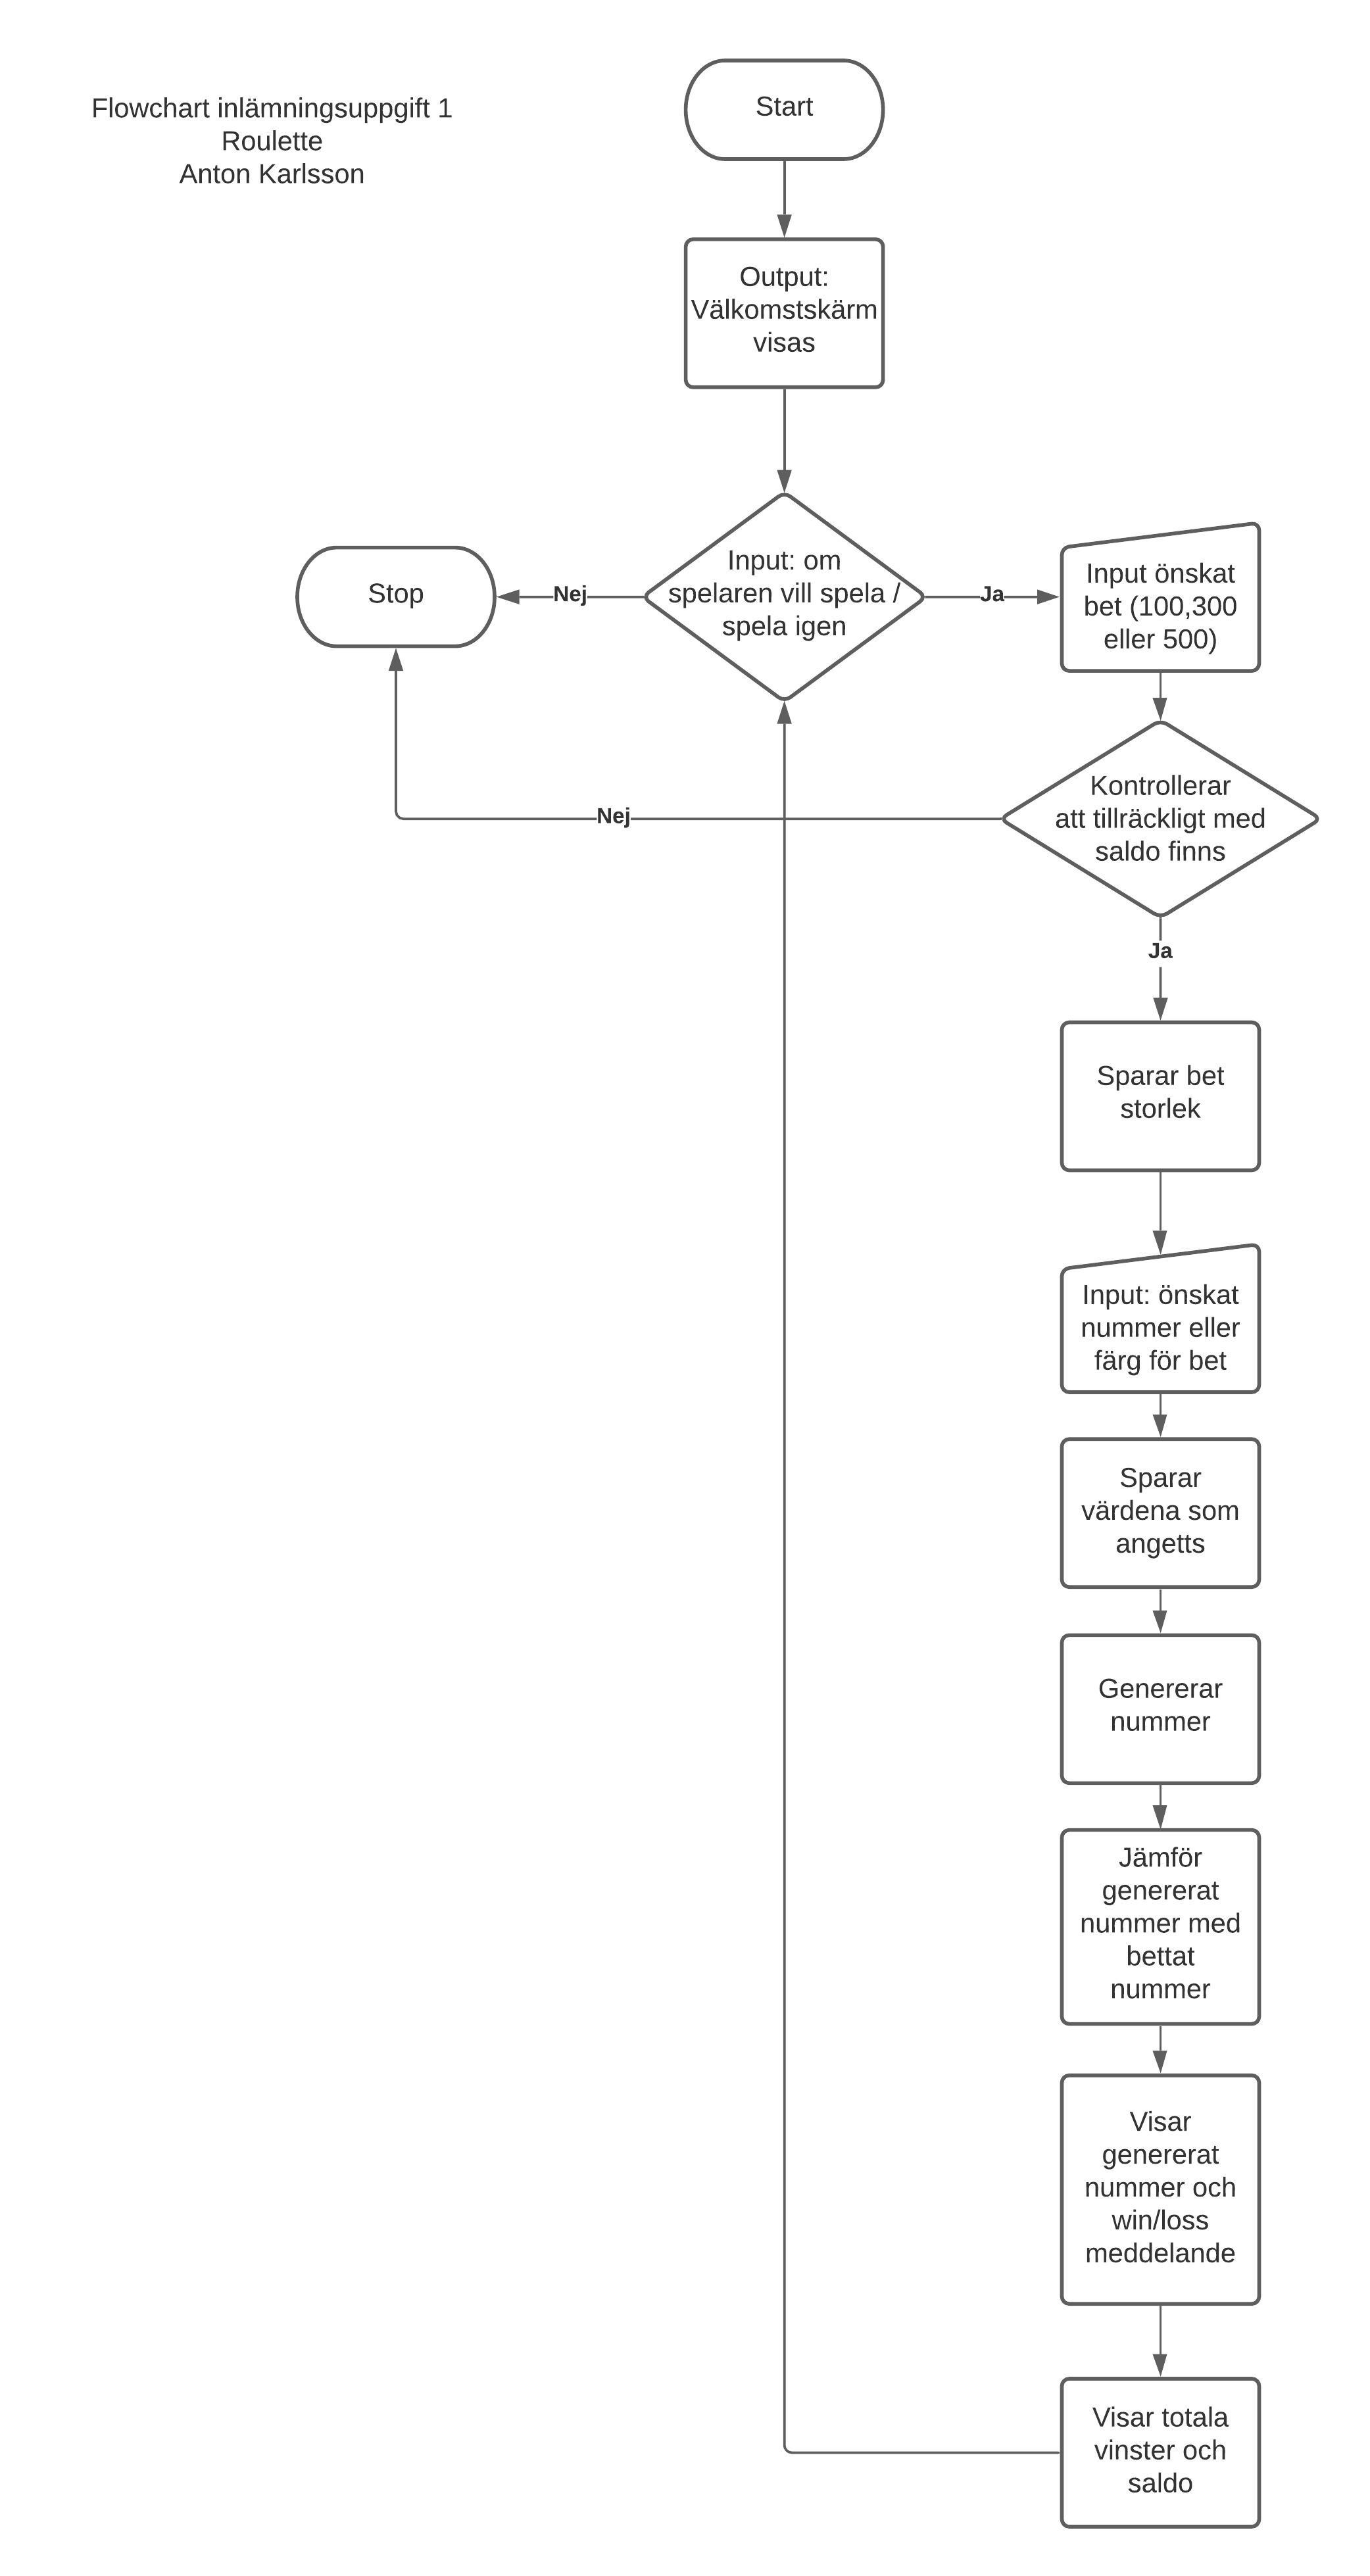 Flowchart inlämningsuppgift 1
Roulette
Anton Karlsson
Start
Output:
Välkomstskärm
visas
Input: om
spelaren vill spela /
spela igen
Nej
Stop
Ja
Input önskat
bet (100,300
eller 500)
Kontrollerar
att tillräckligt med
saldo finns
Nej
Ja
Sparar bet
storlek
Input: önskat
nummer eller
färg för bet
Sparar
värdena som
angetts
Genererar
nummer
Jämför
genererat
nummer med
bettat
nummer
Visar
genererat
nummer och
win/loss
meddelande
Visar totala
vinster och
saldo